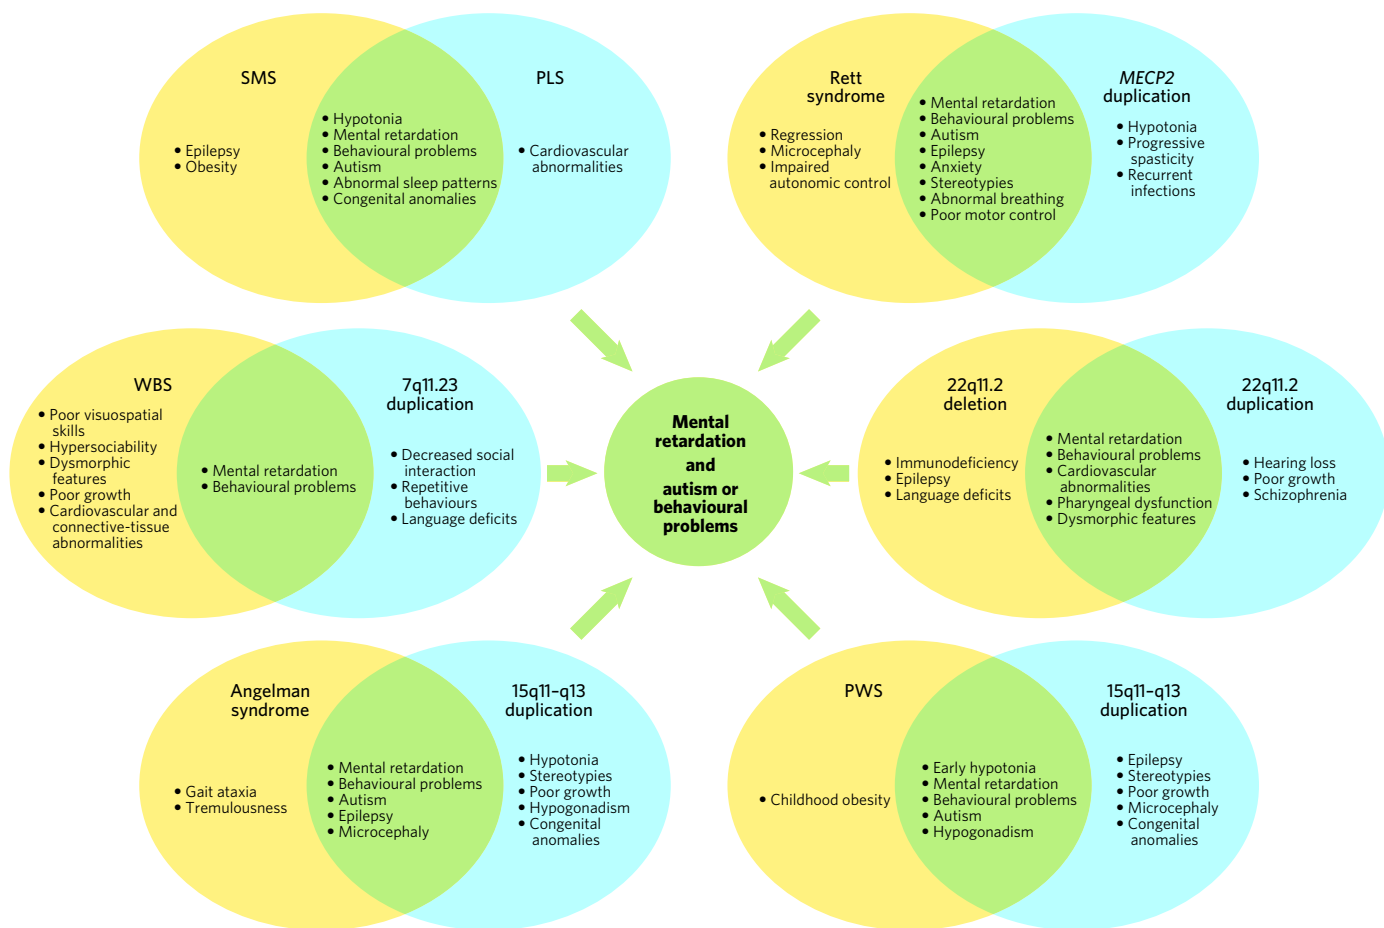 SMS
• Epilepsy
• Obesity
• Hypotonia
• Mental retardation
• Behavioural problems
• Autism
• Abnormal sleep patterns
• Congenital anomalies
PLS
• Cardiovascular
abnormalities
Rett
syndrome
• Regression
• Microcephaly
• Impaired
autonomic control
• Mental retardation
• Behavioural problems
• Autism
• Epilepsy
• Anxiety
• Stereotypies
• Abnormal breathing
• Poor motor control
MECP2
duplication
• Hypotonia
• Progressive
spasticity
• Recurrent
infections
WBS
• Poor visuospatial
skills
• Hypersociability
• Dysmorphic
features
• Poor growth
• Cardiovascular and
connective-tissue
abnormalities
• Mental retardation
• Behavioural problems
7q11.23
duplication
• Decreased social
interaction
• Repetitive
behaviours
• Language deficits
Mental
retardation
and
autism or
behavioural
problems
22q11.2
deletion
• Immunodeficiency
• Epilepsy
• Language deficits
• Mental retardation
• Behavioural problems
• Cardiovascular
abnormalities
• Pharyngeal dysfunction
• Dysmorphic features
22q11.2
duplication
• Hearing loss
• Poor growth
• Schizophrenia
Angelman
syndrome
• Gait ataxia
• Tremulousness
• Mental retardation
• Behavioural problems
• Autism
• Epilepsy
• Microcephaly
15q11–q13
duplication
• Hypotonia
• Stereotypies
• Poor growth
• Hypogonadism
• Congenital
anomalies
PWS
• Childhood obesity
• Early hypotonia
• Mental retardation
• Behavioural problems
• Autism
• Hypogonadism
15q11–q13
duplication
• Epilepsy
• Stereotypies
• Poor growth
• Microcephaly
• Congenital
anomalies